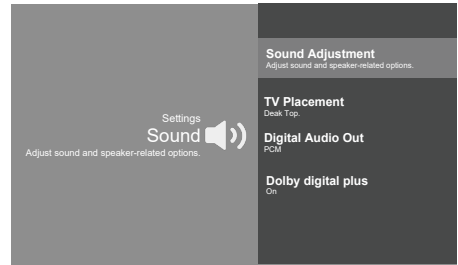 Settings
Sound
Adjust sound and speaker-related options.
Sound Adjustment
Adjust sound and speaker-related options.
TV Placement
Deak Top.
Digital Audio Out
PCM
Dolby digital plus
On